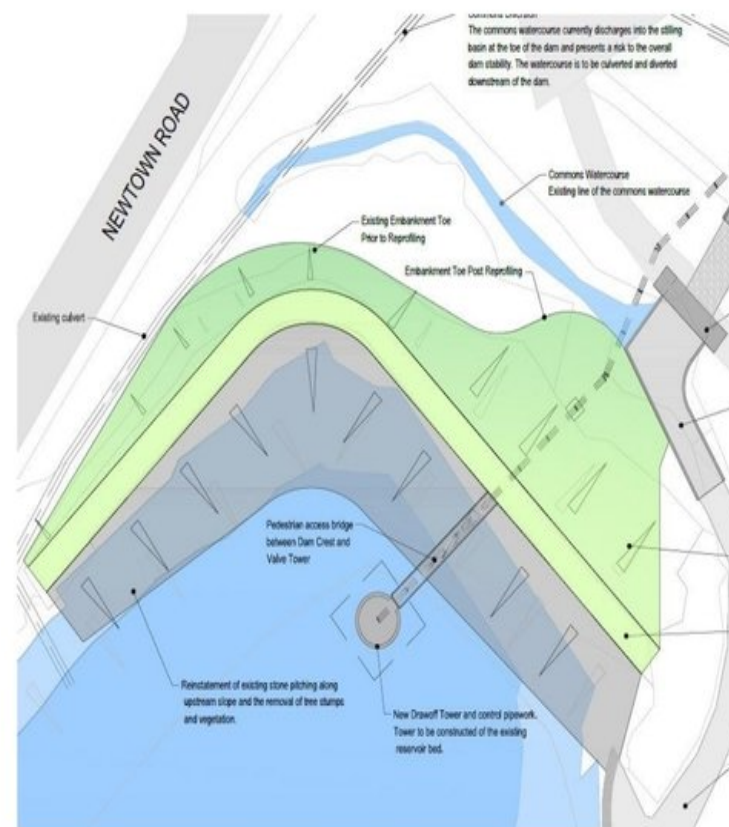 Commons Diversion
The commons watercourse currently discharges into the stilling
basin at the toe of the dam and presents a risk to the overall
dam stability. The watercourse is to be culverted and diverted
downstream of the dam.
NEWTOWN ROAD
Commons Watercourse
Existing line of the commons watercourse
Existing Embankment Toe
Prior to Reprofiling
Embankment Toe Post Reprofiling
Existing culvert
Pedestrian access bridge
between Dam Crest and
Valve Tower
Reinstatement of existing stone pitching along
upstream slope and the removal of tree stumps
and vegetation.
New Drawoff Tower and control pipework.
Tower to be constructed of the existing
reservoir bed.